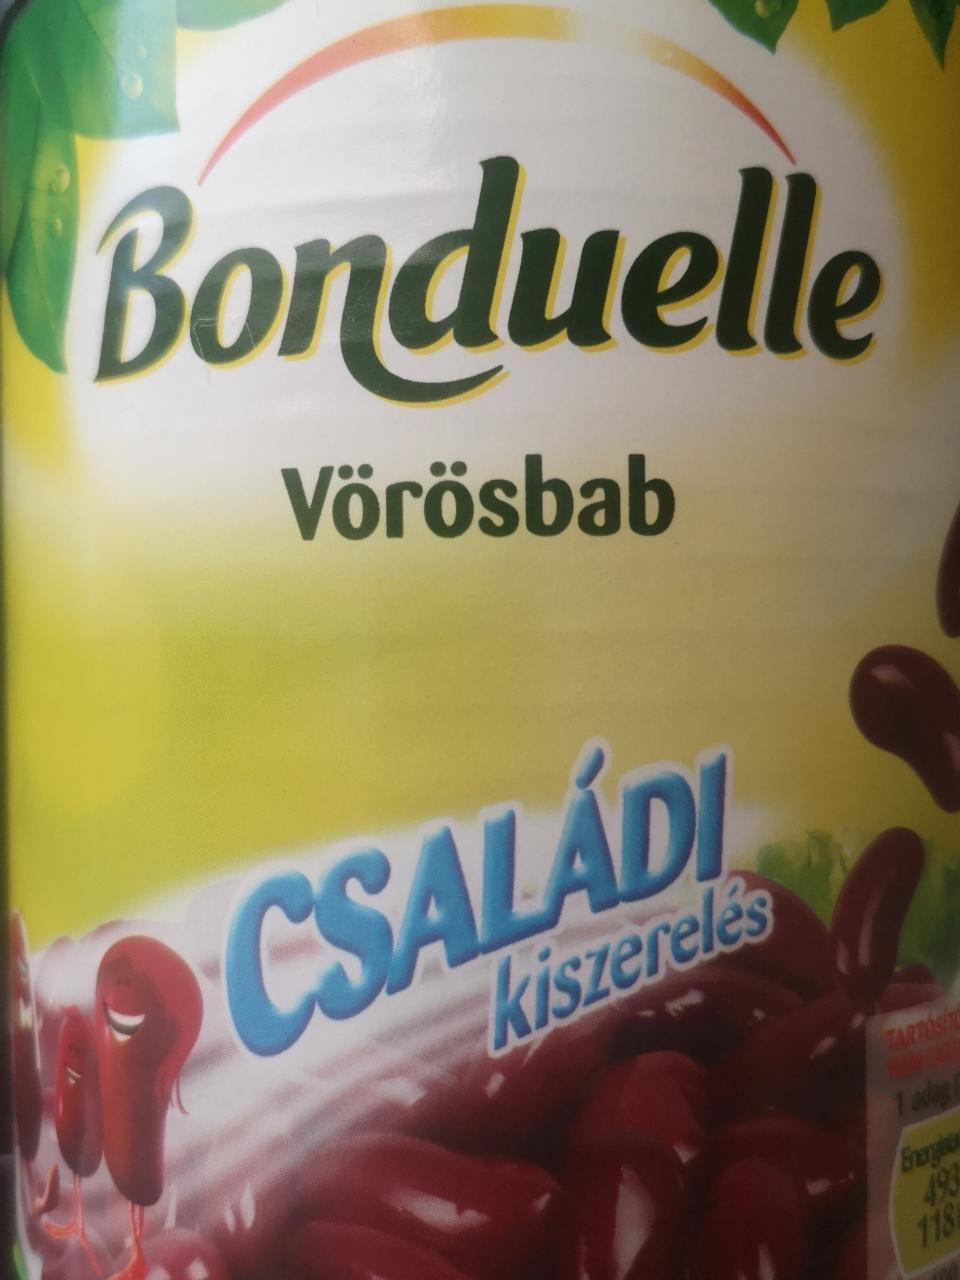 Bonduelle
Vörösbab
CSALÁDI
kiszerelés
1 adag
493
118